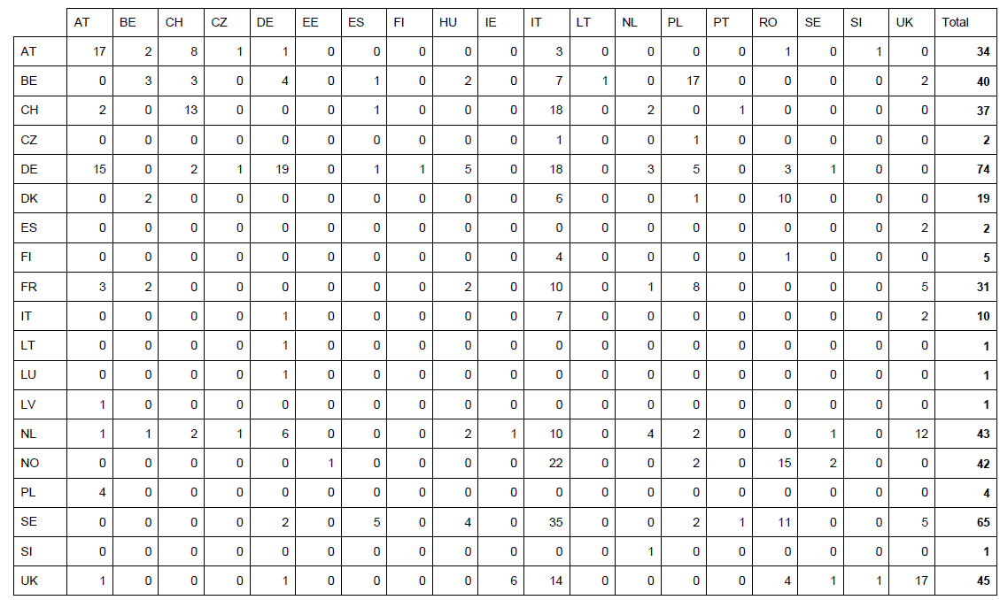 AT BE CH CZ DE EE ES FI HU IE IT LT NL PL PT RO SE SI UK Total
AT 17 2 8 1 1 0 0 0 0 0 3 0 0 0 0 1 0 1 0 34
BE 0 3 3 0 4 0 1 0 2 0 7 1 0 17 0 0 0 0 2 40
CH 2 0 13 0 0 0 1 0 0 0 18 0 2 0 1 0 0 0 0 37
CZ 0 0 0 0 0 0 0 0 0 0 1 0 0 1 0 0 0 0 0 2
DE 15 0 2 1 19 0 1 1 5 0 18 0 3 5 0 3 1 0 0 74
DK 0 2 0 0 0 0 0 0 0 0 6 0 0 1 0 10 0 0 0 19
ES 0 0 0 0 0 0 0 0 0 0 0 0 0 0 0 0 0 0 2 2
FI 0 0 0 0 0 0 0 0 0 0 4 0 0 0 0 1 0 0 0 5
FR 3 2 0 0 0 0 0 0 2 0 10 0 1 8 0 0 0 0 5 31
IT 0 0 0 0 1 0 0 0 0 0 7 0 0 0 0 0 0 0 2 10
LT 0 0 0 0 1 0 0 0 0 0 0 0 0 0 0 0 0 0 0 1
LU 0 0 0 0 1 0 0 0 0 0 0 0 0 0 0 0 0 0 0 1
LV 1 0 0 0 0 0 0 0 0 0 0 0 0 0 0 0 0 0 0 1
NL 1 1 2 1 6 0 0 0 2 1 10 0 4 2 0 0 1 0 12 43
NO 0 0 0 0 0 1 0 0 0 0 22 0 0 2 0 15 2 0 0 42
PL 4 0 0 0 0 0 0 0 0 0 0 0 0 0 0 0 0 0 0 4
SE 0 0 0 0 2 0 5 0 4 0 35 0 0 2 1 11 0 0 5 65
SI 0 0 0 0 0 0 0 0 0 0 0 0 1 0 0 0 0 0 0 1
UK 1 0 0 0 1 0 0 0 0 6 14 0 0 0 0 4 1 1 17 45